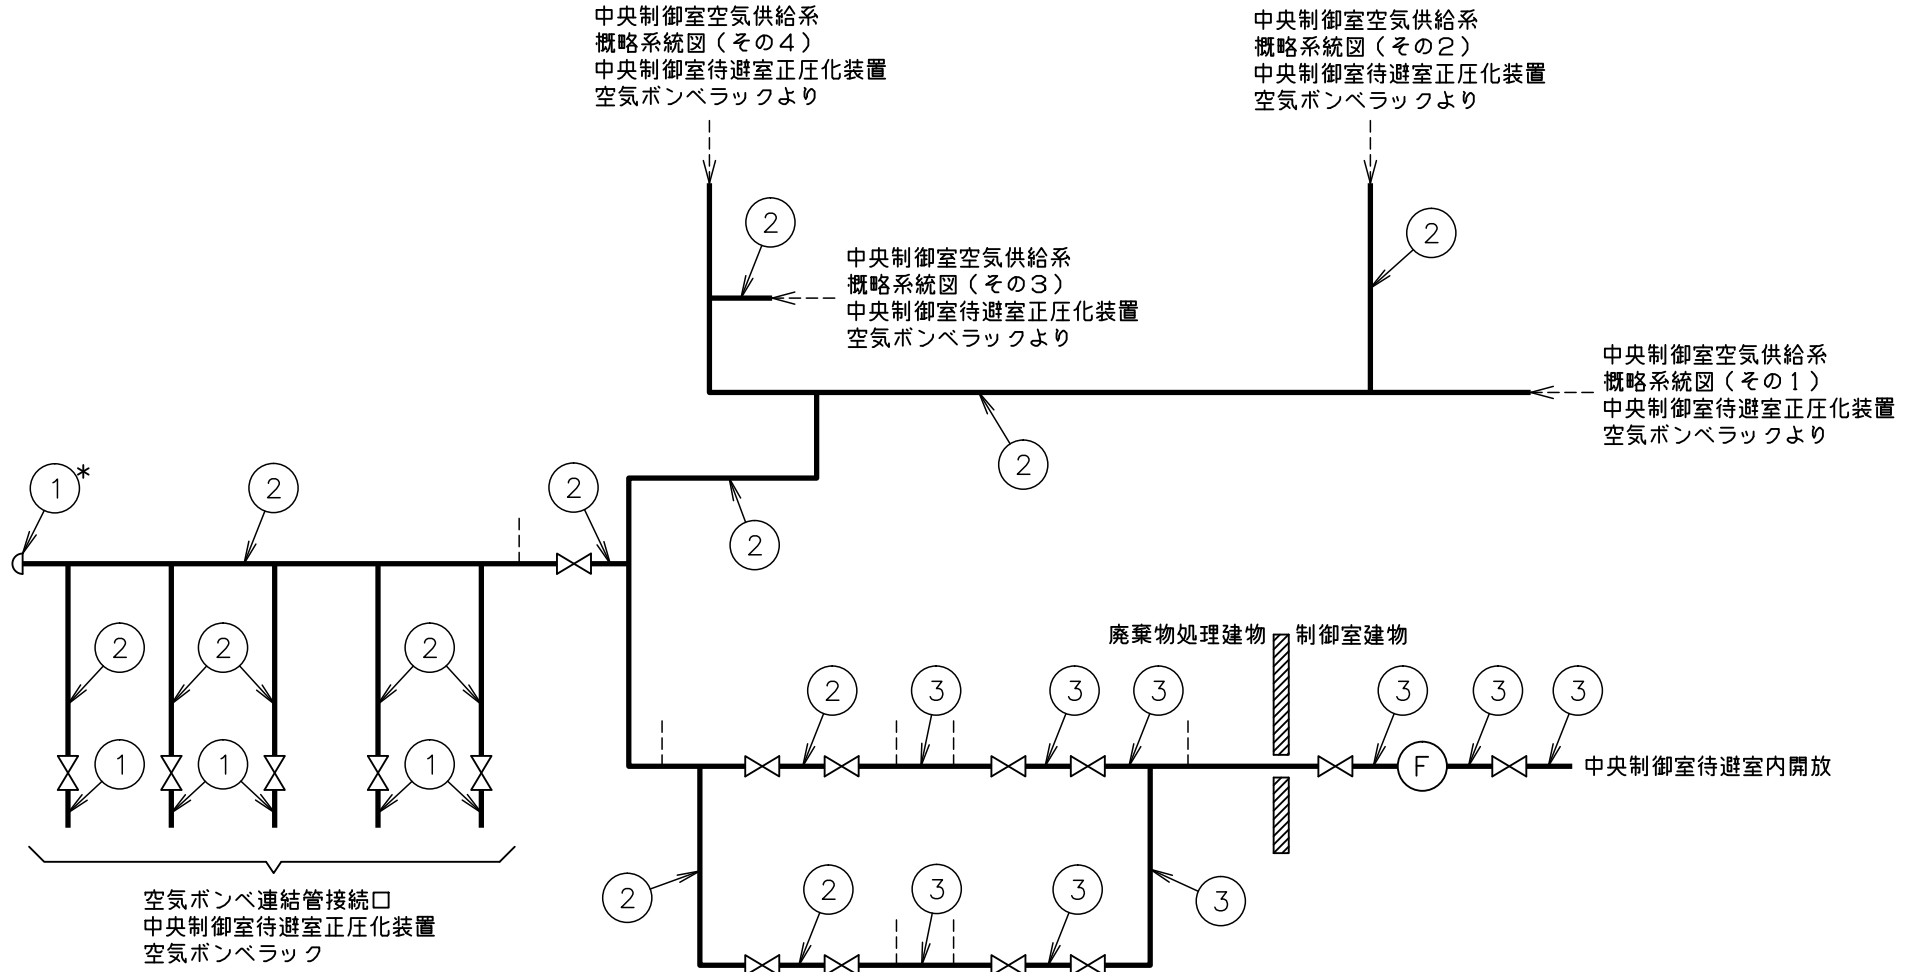 中央制御室空気供給系
概略系統図（その４）
中央制御室待避室正圧化装置
空気ボンベラックより
中央制御室空気供給系
概略系統図（その２）
中央制御室待避室正圧化装置
空気ボンベラックより
2
2
中央制御室空気供給系
概略系統図（その３）
中央制御室待避室正圧化装置
空気ボンベラックより
中央制御室空気供給系
概略系統図（その１）
中央制御室待避室正圧化装置
空気ボンベラックより
2
1*
2
2
2
2
2
2
廃棄物処理建物
制御室建物
2
3
3
3
3
3
3
1
1
1
F
中央制御室待避室内開放
空気ボンベ連結管接続口
中央制御室待避室正圧化装置
空気ボンベラック
2
2
3
3
3